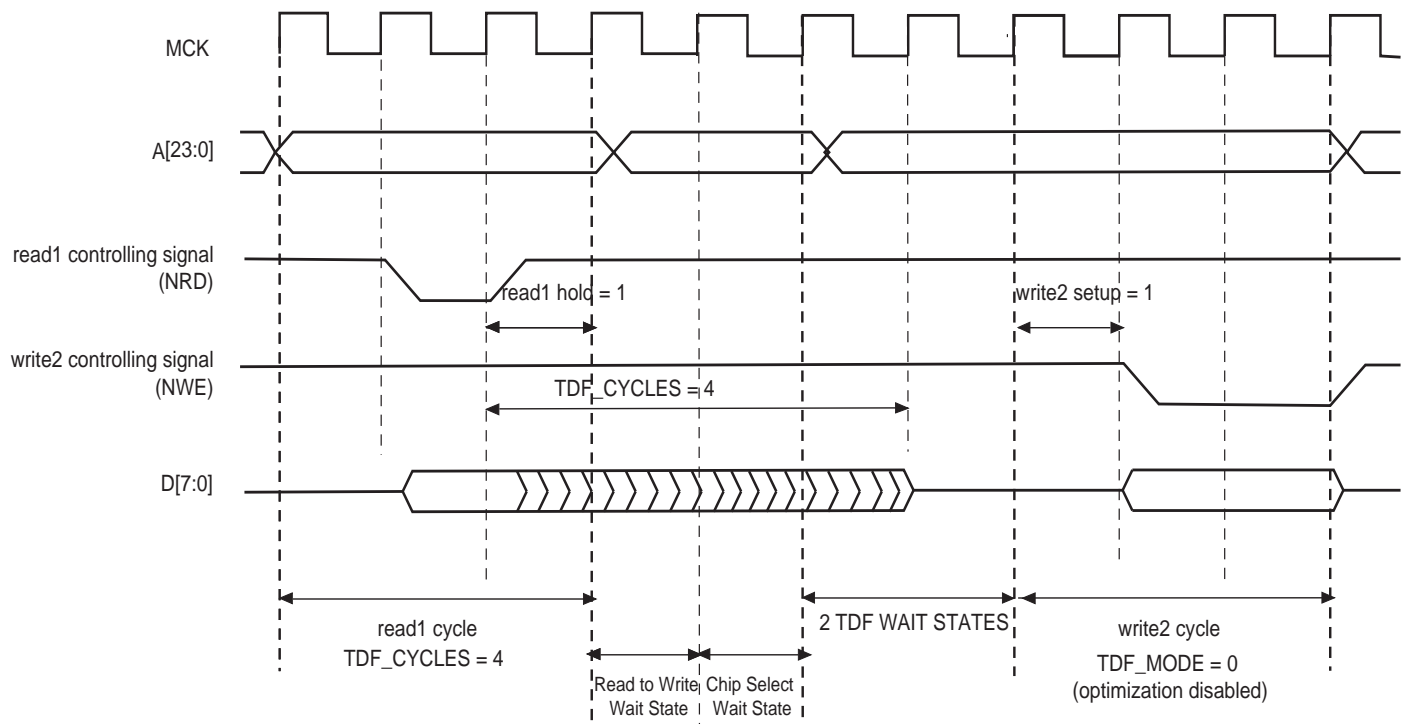 MCK
A[23:0]
read1 controlling signal
(NRD)
read1 hold = 1
write2 setup = 1
write2 controlling signal
(NWE)
TDF_CYCLES = 4
D[7:0]
read1 cycle
TDF_CYCLES = 4
2 TDF WAIT STATES
write2 cycle
TDF_MODE = 0
(optimization disabled)
Read to Write
Wait State
Chip Select
Wait State